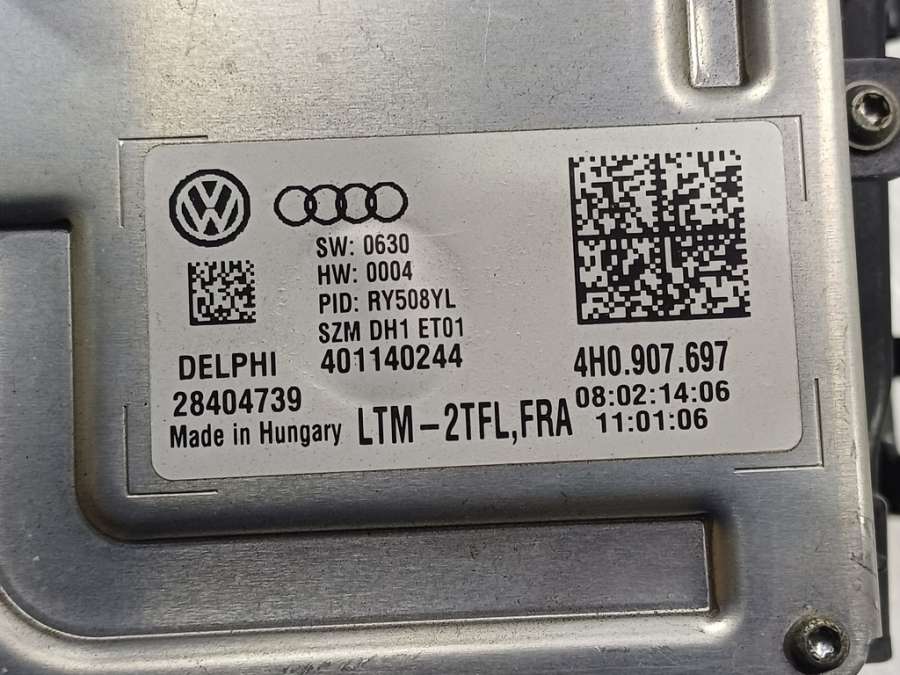 SW: 0630
HW: 0004
PID: RY508YL
SZM DH1 ET01
DELPHI 401140244 4H0.907.697
28404739 08:02:14:06
Made in Hungary LTM-2TFL,FRA 11:01:06